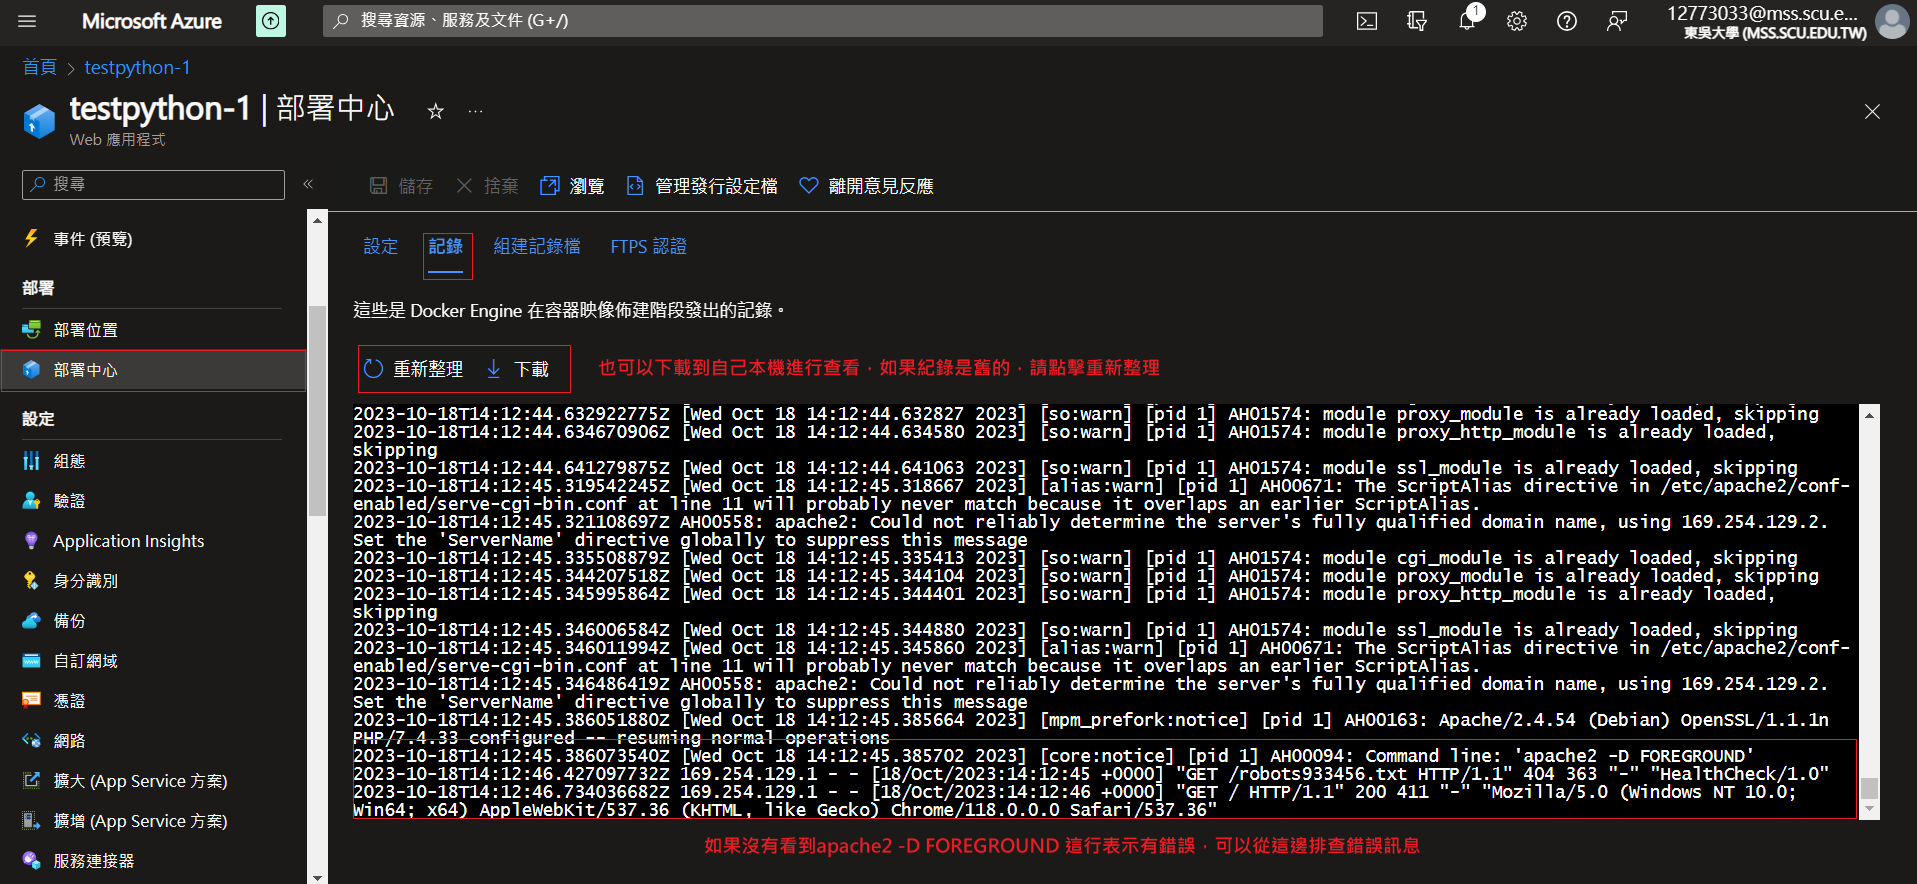 Microsoft Azure
搜尋資源、服務及文件 (G+/)
1
12773033@mss.scu.e...
東吳大學 (MSS.SCU.EDU.TW)
首頁 > testpython-1
testpython-1 | 部署中心
Web 應用程式
搜尋
«
儲存 捨棄 瀏覽 管理發行設定檔 離開意見反應
事件 (預覽)
部署
部署位置
部署中心
設定
組態
驗證
Application Insights
身分識別
備份
自訂網域
憑證
網路
擴大 (App Service 方案)
擴增 (App Service 方案)
服務連接器
設定 記錄 組建記錄檔 FTPS 認證
這些是 Docker Engine 在容器映像佈建階段發出的記錄。
重新整理 下載 也可以下載到自己本機進行查看，如果紀錄是舊的，請點擊重新整理
2023-10-18T14:12:44.632922775Z [Wed Oct 18 14:12:44.632827 2023] [so:warn] [pid 1] AH01574: module proxy_module is already loaded, skipping
2023-10-18T14:12:44.634670906Z [Wed Oct 18 14:12:44.634580 2023] [so:warn] [pid 1] AH01574: module proxy_http_module is already loaded,
skipping
2023-10-18T14:12:44.641279875Z [Wed Oct 18 14:12:44.641063 2023] [so:warn] [pid 1] AH01574: module ssl_module is already loaded, skipping
2023-10-18T14:12:45.319542245Z [Wed Oct 18 14:12:45.318667 2023] [alias:warn] [pid 1] AH00671: The ScriptAlias directive in /etc/apache2/conf-
enabled/serve-cgi-bin.conf at line 11 will probably never match because it overlaps an earlier ScriptAlias.
2023-10-18T14:12:45.321108697Z AH00558: apache2: Could not reliably determine the server's fully qualified domain name, using 169.254.129.2.
Set the 'ServerName' directive globally to suppress this message
2023-10-18T14:12:45.335508879Z [Wed Oct 18 14:12:45.335413 2023] [so:warn] [pid 1] AH01574: module cgi_module is already loaded, skipping
2023-10-18T14:12:45.344207518Z [Wed Oct 18 14:12:45.344104 2023] [so:warn] [pid 1] AH01574: module proxy_module is already loaded, skipping
2023-10-18T14:12:45.345995864Z [Wed Oct 18 14:12:45.344401 2023] [so:warn] [pid 1] AH01574: module proxy_http_module is already loaded,
skipping
2023-10-18T14:12:45.346006584Z [Wed Oct 18 14:12:45.344880 2023] [so:warn] [pid 1] AH01574: module ssl_module is already loaded, skipping
2023-10-18T14:12:45.346011994Z [Wed Oct 18 14:12:45.345860 2023] [alias:warn] [pid 1] AH00671: The ScriptAlias directive in /etc/apache2/conf-
enabled/serve-cgi-bin.conf at line 11 will probably never match because it overlaps an earlier ScriptAlias.
2023-10-18T14:12:45.346486419Z AH00558: apache2: Could not reliably determine the server's fully qualified domain name, using 169.254.129.2.
Set the 'ServerName' directive globally to suppress this message
2023-10-18T14:12:45.386051880Z [Wed Oct 18 14:12:45.385664 2023] [mpm_prefork:notice] [pid 1] AH00163: Apache/2.4.54 (Debian) OpenSSL/1.1.1n
PHP/7.4.33 configured -- resuming normal operations
2023-10-18T14:12:45.386073540Z [Wed Oct 18 14:12:45.385702 2023] [core:notice] [pid 1] AH00094: Command line: 'apache2 -D FOREGROUND'
2023-10-18T14:12:46.427097732Z 169.254.129.1 - - [18/Oct/2023:14:12:45 +0000] "GET /robots933456.txt HTTP/1.1" 404 363 "-" "HealthCheck/1.0"
2023-10-18T14:12:46.734036682Z 169.254.129.1 - - [18/Oct/2023:14:12:46 +0000] "GET / HTTP/1.1" 200 411 "-" "Mozilla/5.0 (Windows NT 10.0;
Win64; x64) AppleWebKit/537.36 (KHTML, like Gecko) Chrome/118.0.0.0 Safari/537.36"
如果沒有看到apache2 -D FOREGROUND 這行表示有錯誤，可以從這邊排查錯誤訊息